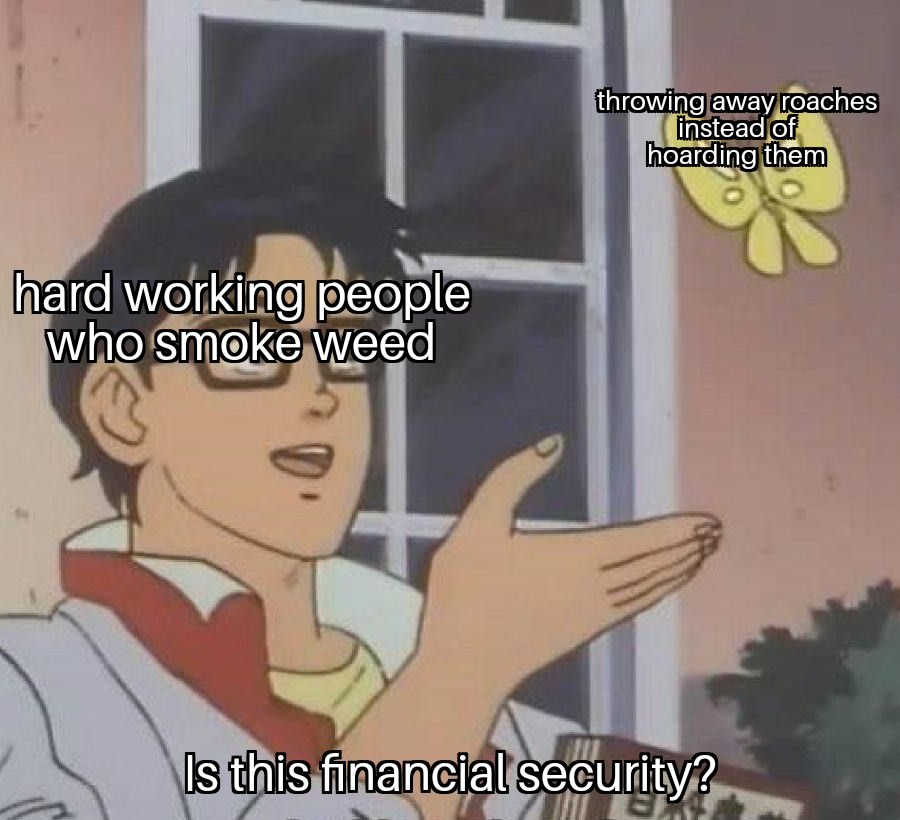 throwing away roaches
instead of
hoarding them
hard working people
who smoke weed
Is this financial security?